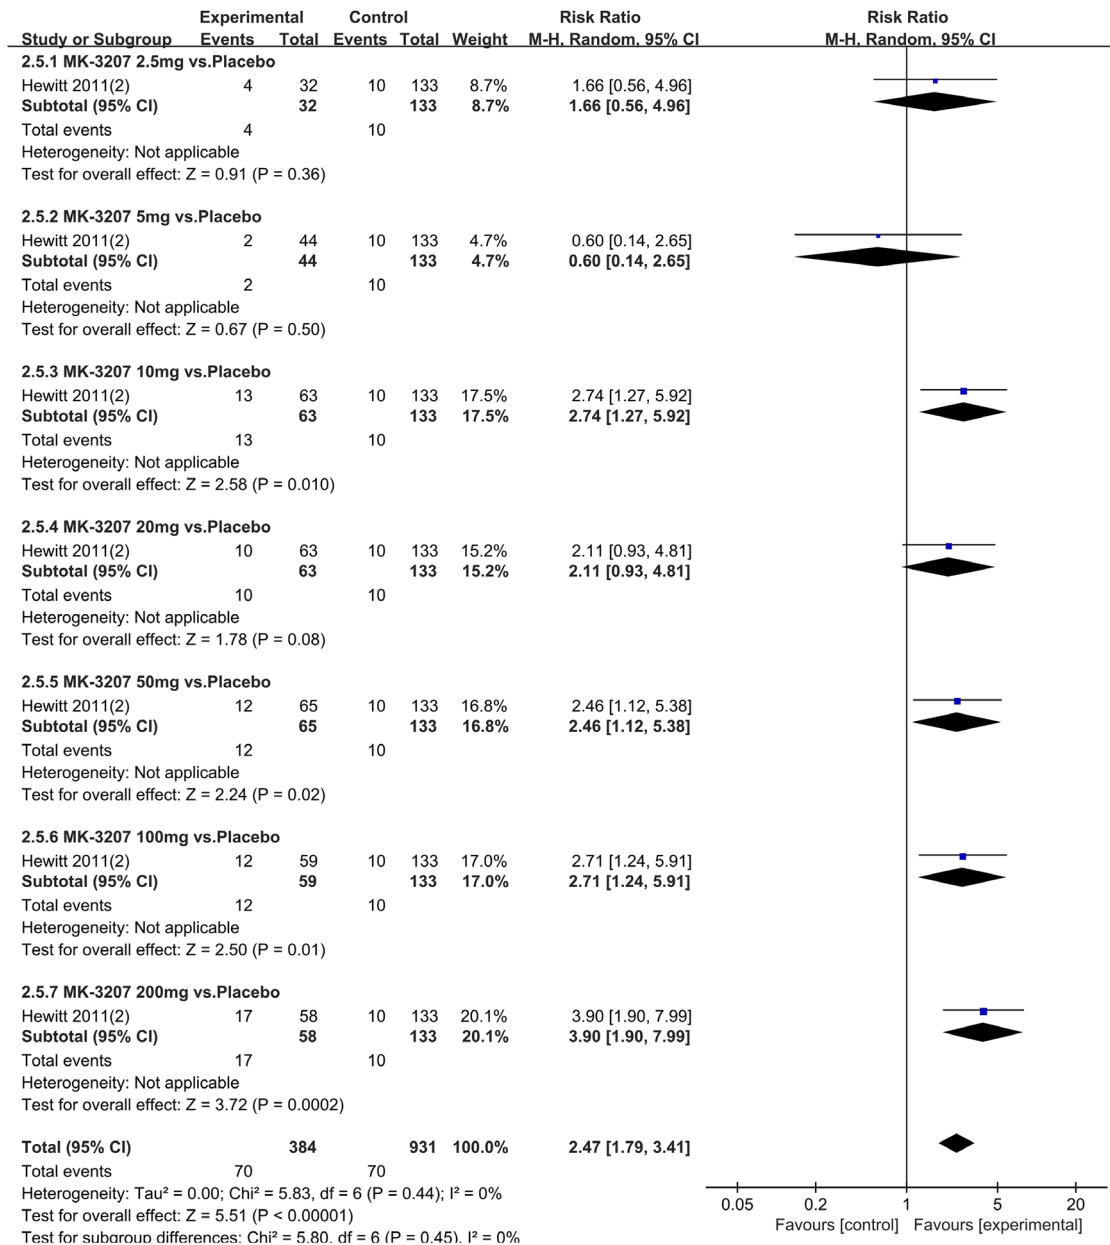 Experimental Control Risk Ratio Risk Ratio
Study or Subgroup Events Total Events Total Weight M-H, Random, 95% CI M-H, Random, 95% CI
2.5.1 MK-3207 2.5mg vs.Placebo
Hewitt 2011(2) 4 32 10 133 8.7% 1.66 [0.56, 4.96]
Subtotal (95% CI) 32 133 8.7% 1.66 [0.56, 4.96]
Total events 4 10
Heterogeneity: Not applicable
Test for overall effect: Z = 0.91 (P = 0.36)
2.5.2 MK-3207 5mg vs.Placebo
Hewitt 2011(2) 2 44 10 133 4.7% 0.60 [0.14, 2.65]
Subtotal (95% CI) 44 133 4.7% 0.60 [0.14, 2.65]
Total events 2 10
Heterogeneity: Not applicable
Test for overall effect: Z = 0.67 (P = 0.50)
2.5.3 MK-3207 10mg vs.Placebo
Hewitt 2011(2) 13 63 10 133 17.5% 2.74 [1.27, 5.92]
Subtotal (95% CI) 63 133 17.5% 2.74 [1.27, 5.92]
Total events 13 10
Heterogeneity: Not applicable
Test for overall effect: Z = 2.58 (P = 0.010)
2.5.4 MK-3207 20mg vs.Placebo
Hewitt 2011(2) 10 63 10 133 15.2% 2.11 [0.93, 4.81]
Subtotal (95% CI) 63 133 15.2% 2.11 [0.93, 4.81]
Total events 10 10
Heterogeneity: Not applicable
Test for overall effect: Z = 1.78 (P = 0.08)
2.5.5 MK-3207 50mg vs.Placebo
Hewitt 2011(2) 12 65 10 133 16.8% 2.46 [1.12, 5.38]
Subtotal (95% CI) 65 133 16.8% 2.46 [1.12, 5.38]
Total events 12 10
Heterogeneity: Not applicable
Test for overall effect: Z = 2.24 (P = 0.02)
2.5.6 MK-3207 100mg vs.Placebo
Hewitt 2011(2) 12 59 10 133 17.0% 2.71 [1.24, 5.91]
Subtotal (95% CI) 59 133 17.0% 2.71 [1.24, 5.91]
Total events 12 10
Heterogeneity: Not applicable
Test for overall effect: Z = 2.50 (P = 0.01)
2.5.7 MK-3207 200mg vs.Placebo
Hewitt 2011(2) 17 58 10 133 20.1% 3.90 [1.90, 7.99]
Subtotal (95% CI) 58 133 20.1% 3.90 [1.90, 7.99]
Total events 17 10
Heterogeneity: Not applicable
Test for overall effect: Z = 3.72 (P = 0.0002)
Total (95% CI) 384 931 100.0% 2.47 [1.79, 3.41]
Total events 70 70
Heterogeneity: Tau² = 0.00; Chi² = 5.83, df = 6 (P = 0.44); I² = 0%
Test for overall effect: Z = 5.51 (P < 0.00001)
Test for subgroup differences: Chi² = 5.80, df = 6 (P = 0.45), I² = 0%
0.05 0.2 1 5 20
Favours [control] Favours [experimental]